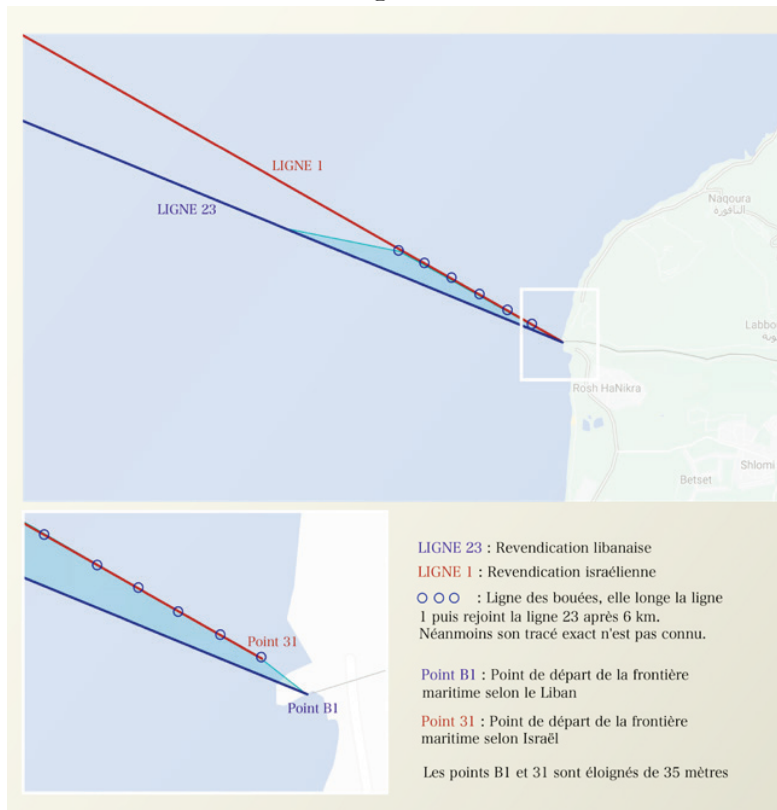 LIGNE 1
LIGNE 23
Naqoura
الناقورة
Rosh HaNikra
Shlomi
Betset
Point 31
Point B1
LIGNE 23 : Revendication libanaise
LIGNE 1 : Revendication israélienne
: Ligne des bouées, elle longe la ligne
1 puis rejoint la ligne 23 après 6 km.
Néanmoins son tracé exact n'est pas connu.
Point B1 : Point de départ de la frontière
maritime selon le Liban
Point 31 : Point de départ de la frontière
maritime selon Israël
Les points B1 et 31 sont éloignés de 35 mètres